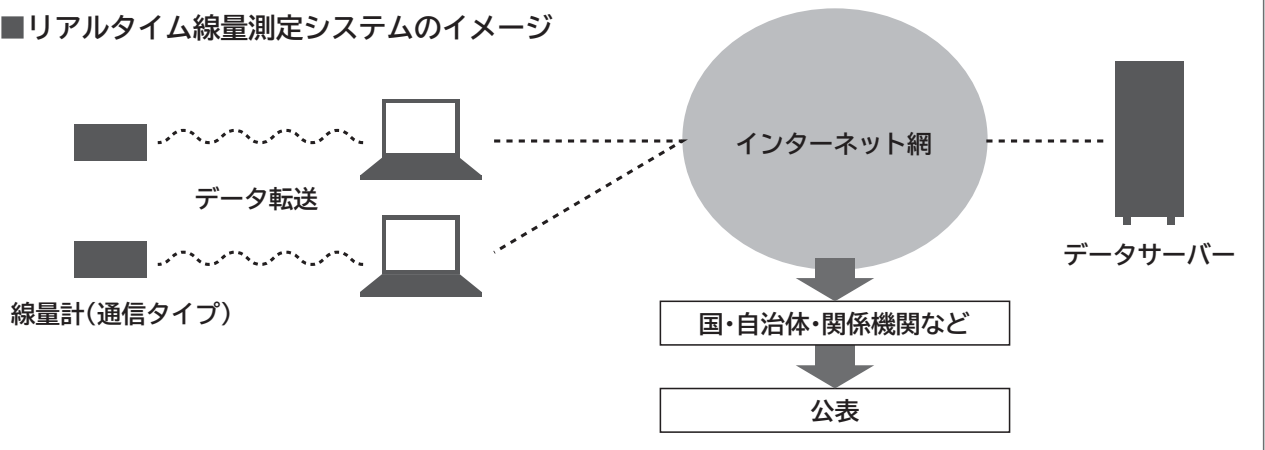 ■リアルタイム線量測定システムのイメージ
インターネット網
データ転送
データサーバー
線量計(通信タイプ)
国・自治体・関係機関など
公表